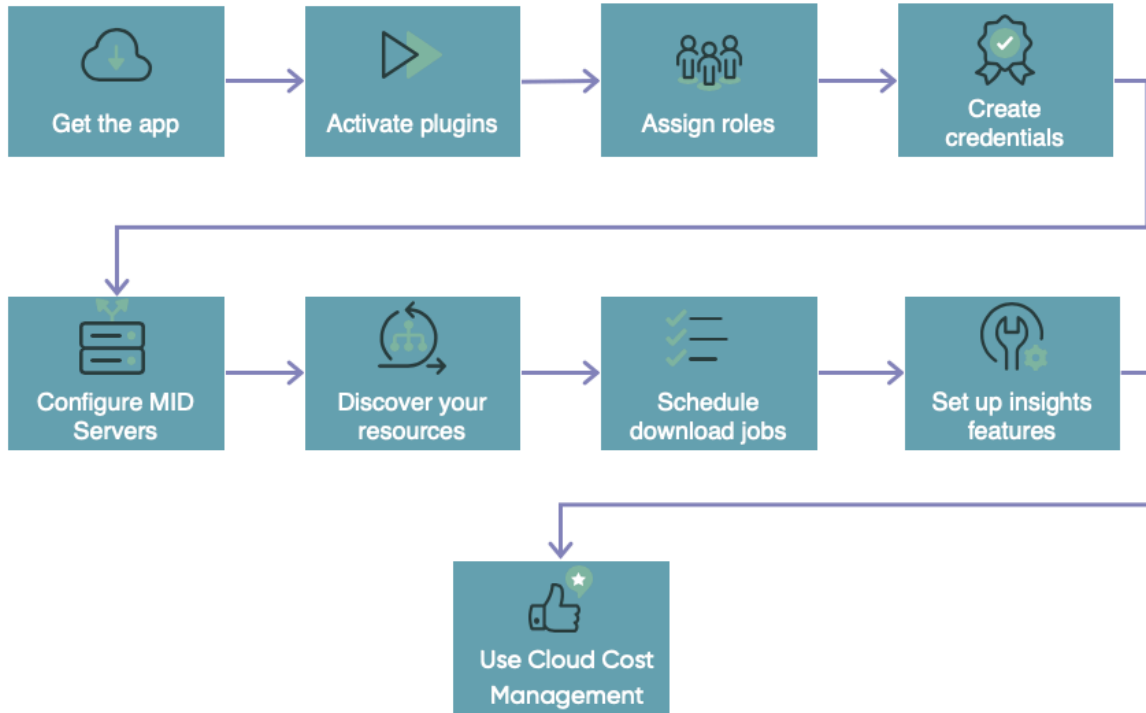 Get the app
Activate plugins
Assign roles
Create
credentials
Configure MID
Servers
Discover your
resources
Schedule
download jobs
Set up insights
features
Use Cloud Cost
Management